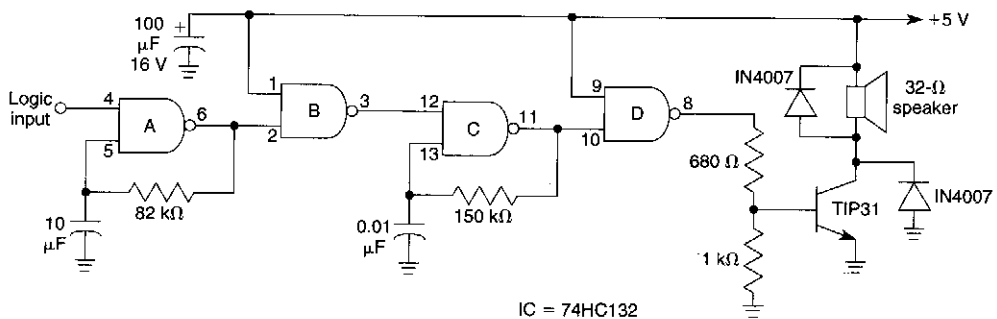 100 +
μF
16 V
+5 V
Logic
input
4
5
A
6
1
2
B
3
12
13
C
11
9
10
D
8
IN4007
32-Ω
speaker
680 Ω
10
μF
82 kΩ
0.01
μF
150 kΩ
TIP31
IN4007
1 kΩ
IC = 74HC132